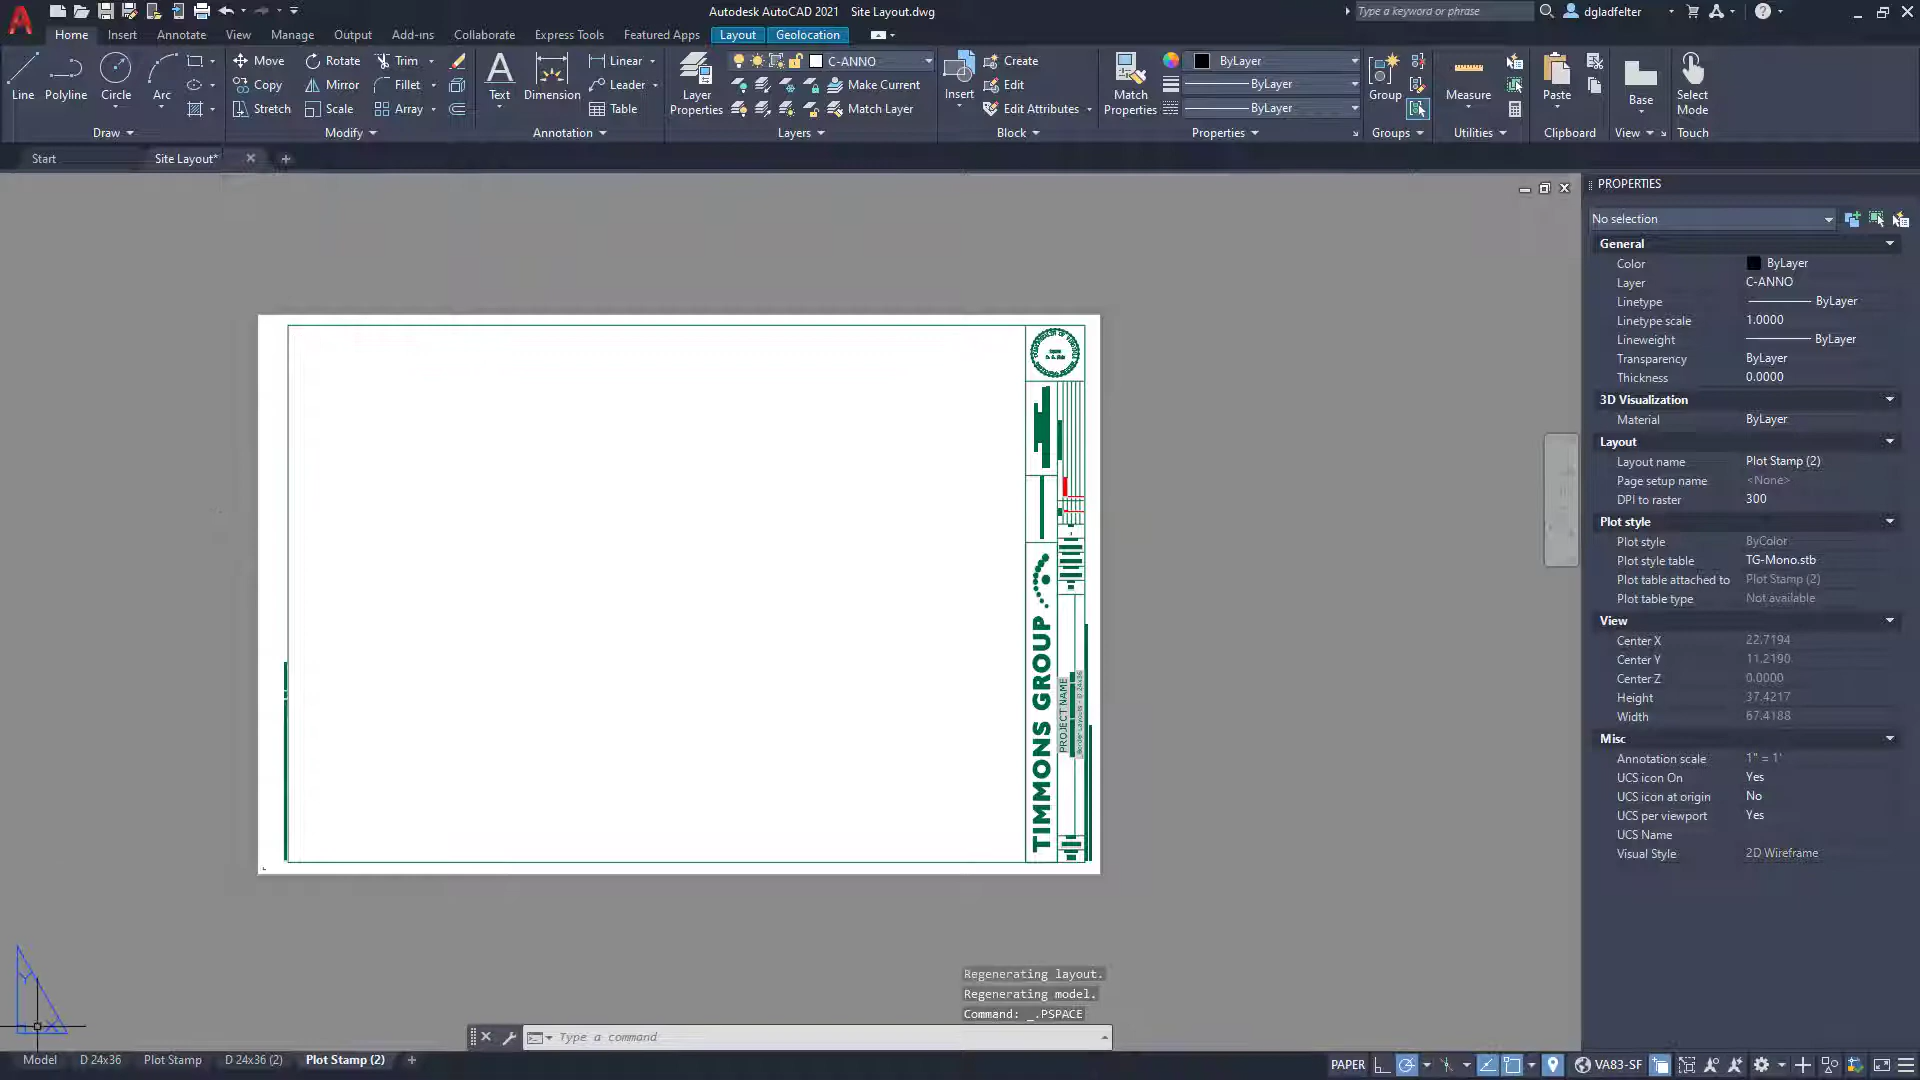 Autodesk AutoCAD 2021 Site Layout.dwg
Type a keyword or phrase
dgladfelter
Home Insert Annotate View Manage Output Add-ins Collaborate Express Tools Featured Apps Layout Geolocation
Line Polyline Circle Arc
Move Rotate Trim
Copy Mirror Fillet
Stretch Scale Array
Text Dimension
Linear
Leader
Table
Layer Properties
C-ANNO
Make Current
Match Layer
Insert
Create
Edit
Edit Attributes
Match Properties
ByLayer
ByLayer
ByLayer
Group
Measure
Paste
Base
Select Mode
Draw Modify Annotation Layers Block Properties Groups Utilities Clipboard View Touch
Start Site Layout*
PROPERTIES
No selection
General
Color ByLayer
Layer C-ANNO
Linetype ByLayer
Linetype scale 1.0000
Lineweight ByLayer
Transparency ByLayer
Thickness 0.0000
3D Visualization
Material ByLayer
Layout
Layout name Plot Stamp (2)
Page setup name <None>
DPI to raster 300
Plot style
Plot style ByColor
Plot style table TG-Mono.stb
Plot table attached to Plot Stamp (2)
Plot table type Not available
View
Center X 22.7194
Center Y 11.2190
Center Z 0.0000
Height 37.4217
Width 67.4188
Misc
Annotation scale 1" = 1'
UCS icon On Yes
UCS icon at origin No
UCS per viewport Yes
UCS Name
Visual Style 2D Wireframe
TIMMONS GROUP
PROJECT NAME
Y
X
Regenerating layout.
Regenerating model.
Command: _.PSPACE
Type a command
Model D 24x36 Plot Stamp D 24x36 (2) Plot Stamp (2)
PAPER
VA83-SF